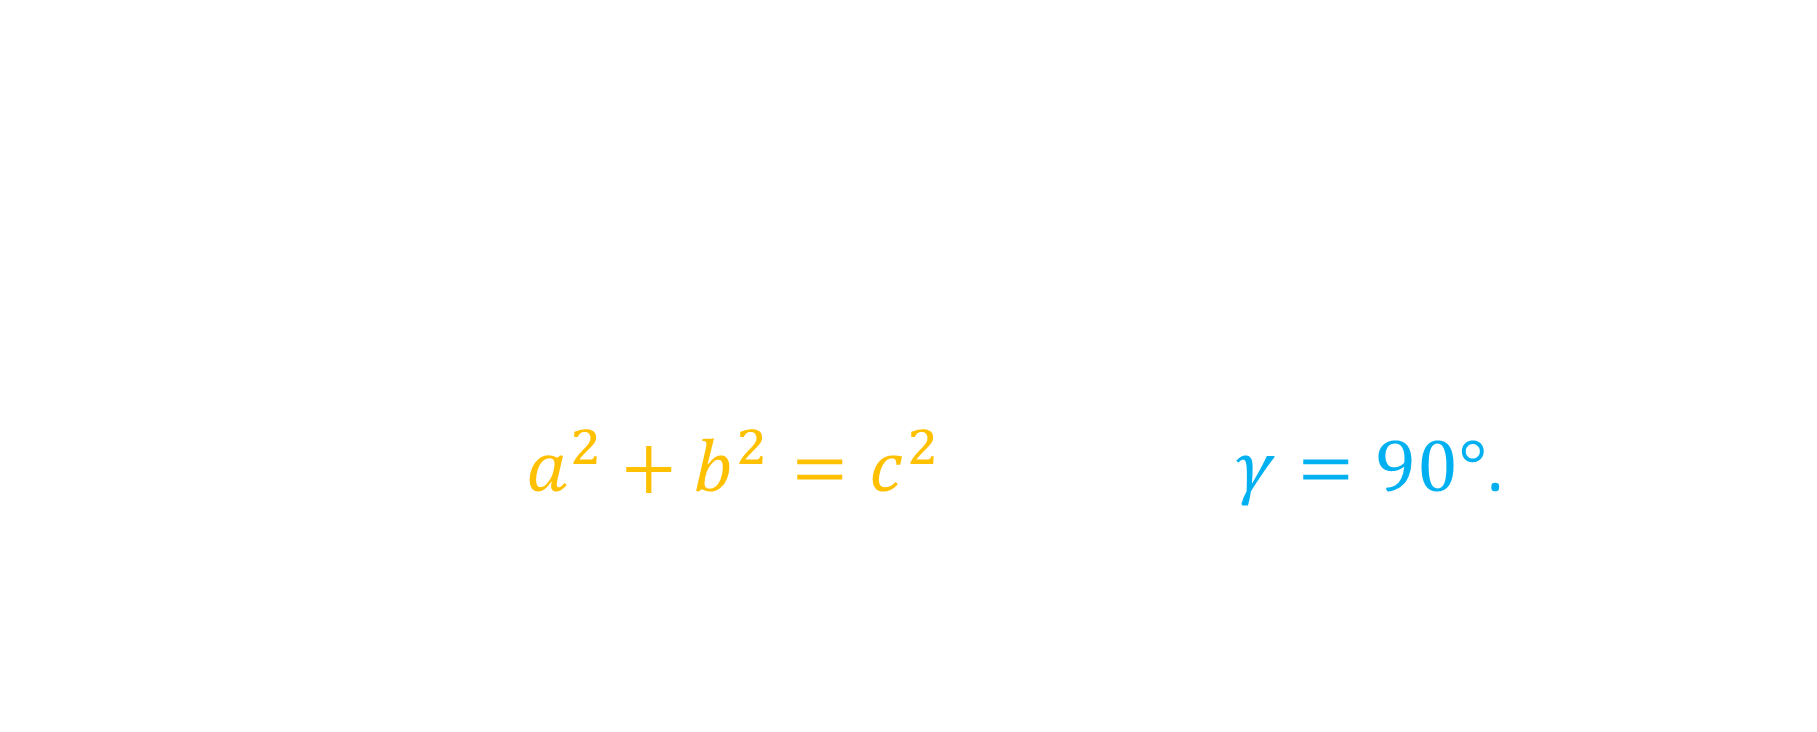 a² + b² = c² γ = 90°.